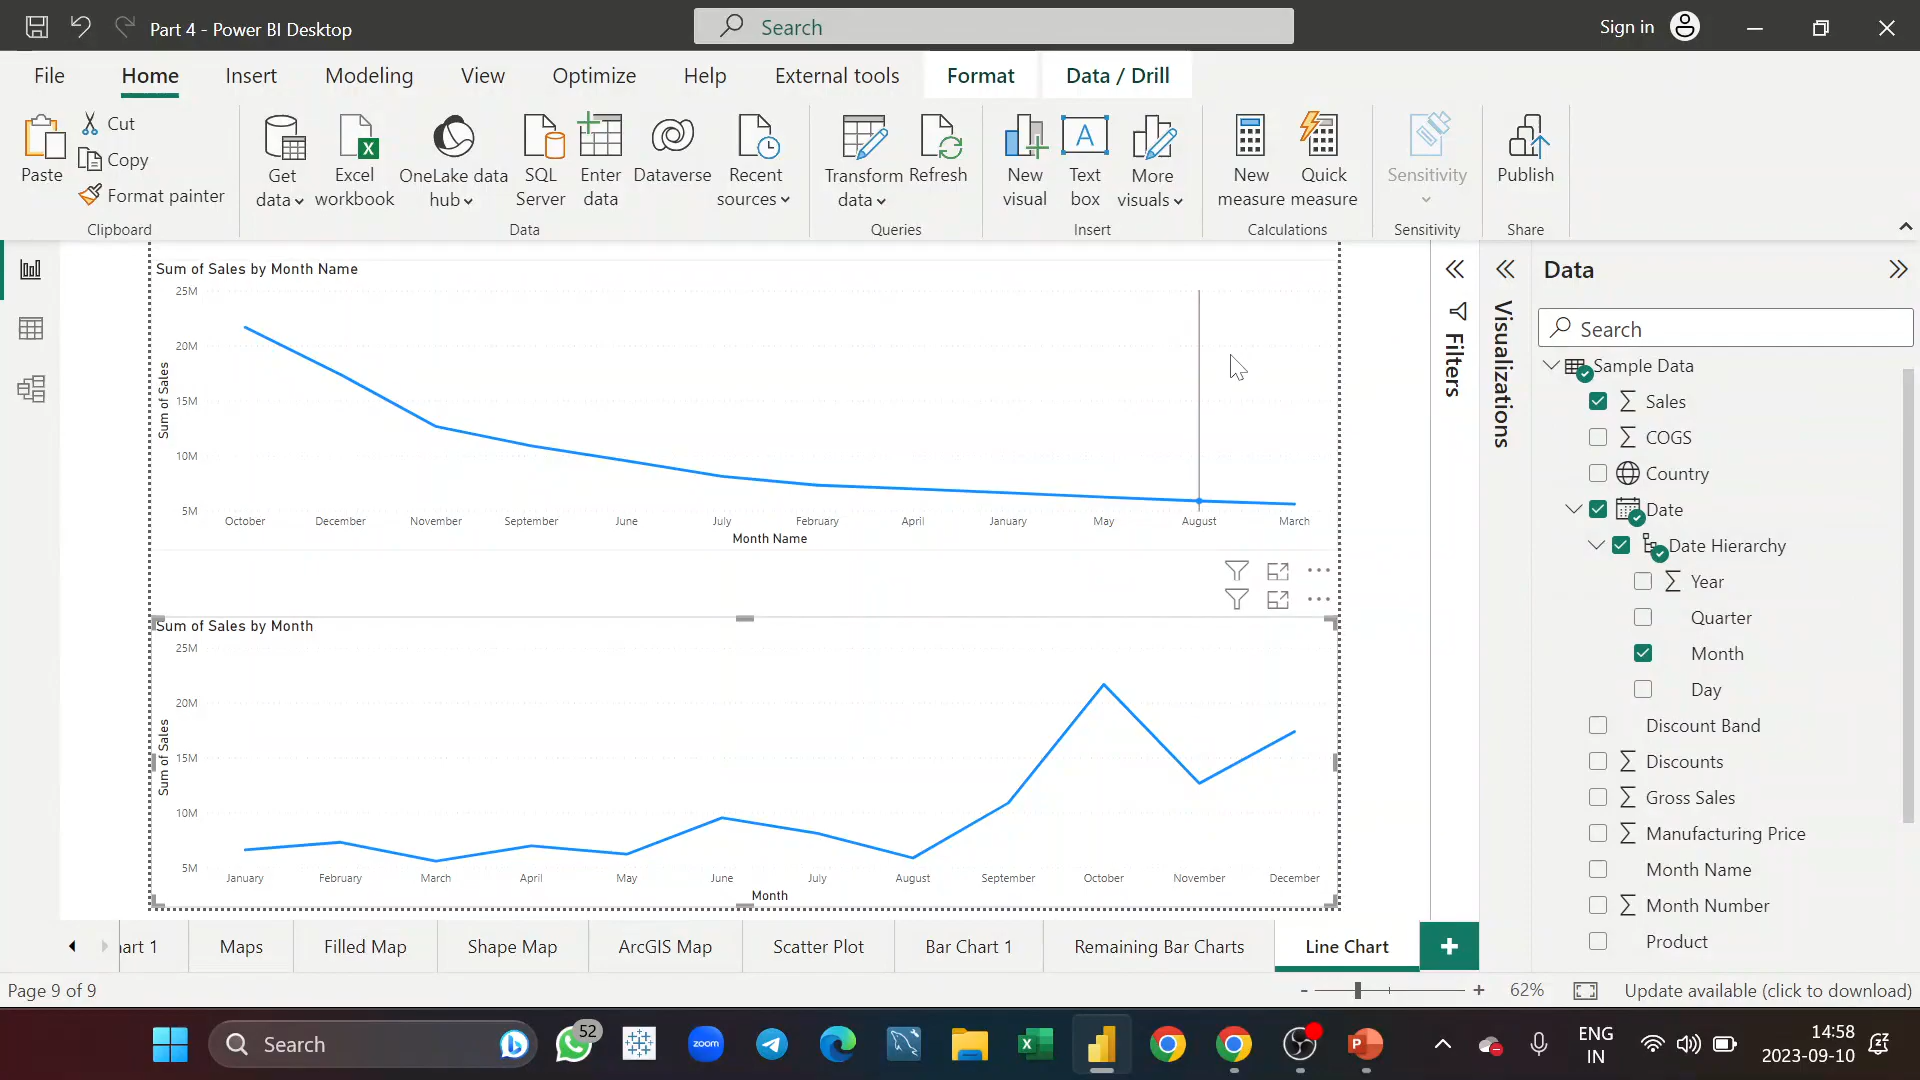 Part 4 - Power BI Desktop
Search
Sign in
File
Home
Insert
Modeling
View
Optimize
Help
External tools
Format
Data / Drill
Paste
Cut
Copy
Format painter
Clipboard
Get data
Excel workbook
OneLake data hub
SQL Server
Enter data
Dataverse
Recent sources
Data
Transform data
Refresh
Queries
New visual
Text box
More visuals
Insert
New measure
Quick measure
Calculations
Sensitivity
Sensitivity
Publish
Share
Sum of Sales by Month Name
25M
20M
15M
10M
5M
Sum of Sales
October
December
November
September
June
July
February
April
January
May
August
March
Month Name
Sum of Sales by Month
25M
20M
15M
10M
5M
Sum of Sales
January
February
March
April
May
June
July
August
September
October
November
December
Month
Filters
Visualizations
Data
Search
Sample Data
Sales
COGS
Country
Date
Date Hierarchy
Year
Quarter
Month
Day
Discount Band
Discounts
Gross Sales
Manufacturing Price
Month Name
Month Number
Product
art 1
Maps
Filled Map
Shape Map
ArcGIS Map
Scatter Plot
Bar Chart 1
Remaining Bar Charts
Line Chart
Page 9 of 9
62%
Update available (click to download)
Search
52
zoom
ENG
IN
14:58
2023-09-10